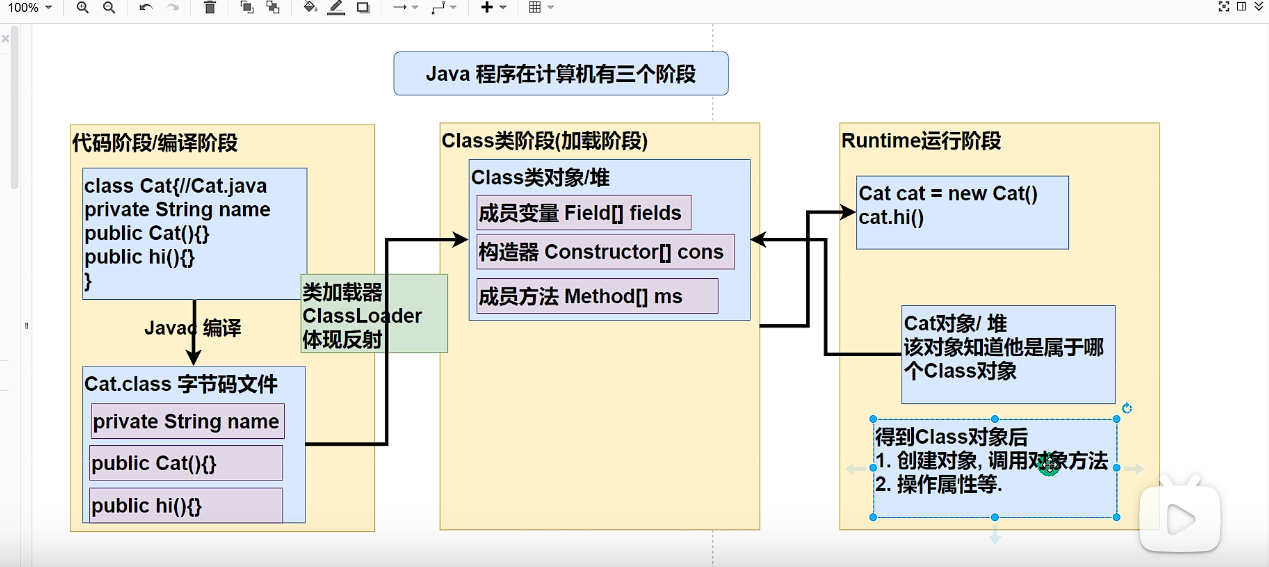 100%
Java 程序在计算机有三个阶段
代码阶段/编译阶段
class Cat{//Cat.java
private String name
public Cat(){}
public hi(){}
}
Javac 编译
Cat.class 字节码文件
private String name
public Cat(){}
public hi(){}
类加载器
ClassLoader
体现反射
Class类阶段(加载阶段)
Class类对象/堆
成员变量 Field[] fields
构造器 Constructor[] cons
成员方法 Method[] ms
Runtime运行阶段
Cat cat = new Cat()
cat.hi()
Cat对象/ 堆
该对象知道他是属于哪
个Class对象
得到Class对象后
1. 创建对象, 调用对象方法
2. 操作属性等.